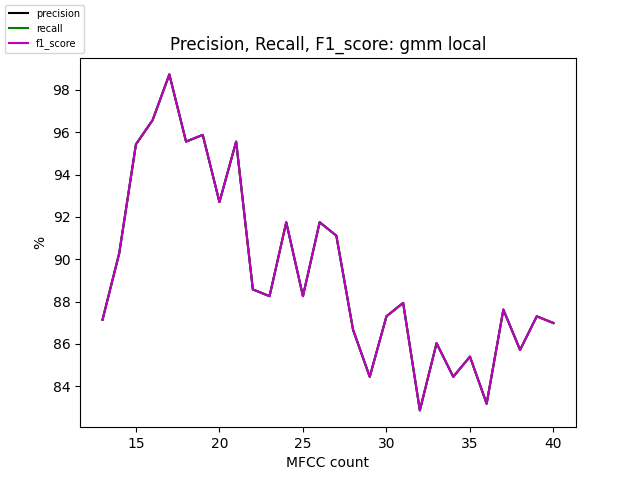 precision
recall
f1_score
Precision, Recall, F1_score: gmm local
98
96
94
92
90
88
86
84
%
15 20 25 30 35 40
MFCC count